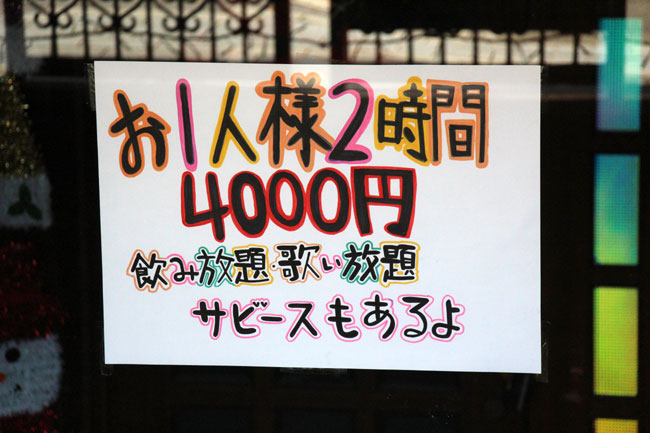 お1人様2時間
4000円
飲み放題・歌い放題
サビースもあるよ